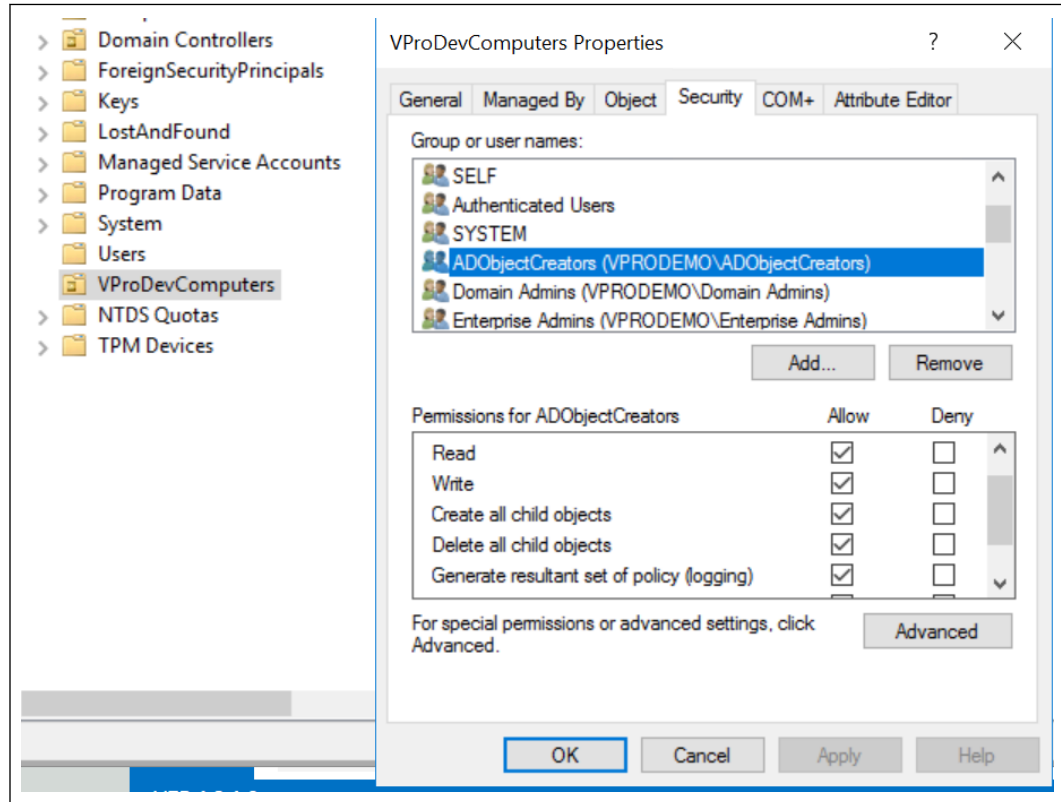 Domain Controllers
ForeignSecurityPrincipals
Keys
LostAndFound
Managed Service Accounts
Program Data
System
Users
VProDevComputers
NTDS Quotas
TPM Devices
VProDevComputers Properties
?
General Managed By Object Security COM+ Attribute Editor
Group or user names:
SELF
Authenticated Users
SYSTEM
ADObjectCreators (VPRODEMO\ADObjectCreators)
Domain Admins (VPRODEMO\Domain Admins)
Enterprise Admins (VPRODEMO\Enterprise Admins)
Add... Remove
Permissions for ADObjectCreators Allow Deny
Read
Write
Create all child objects
Delete all child objects
Generate resultant set of policy (logging)
For special permissions or advanced settings, click
Advanced.
Advanced
OK Cancel Apply Help